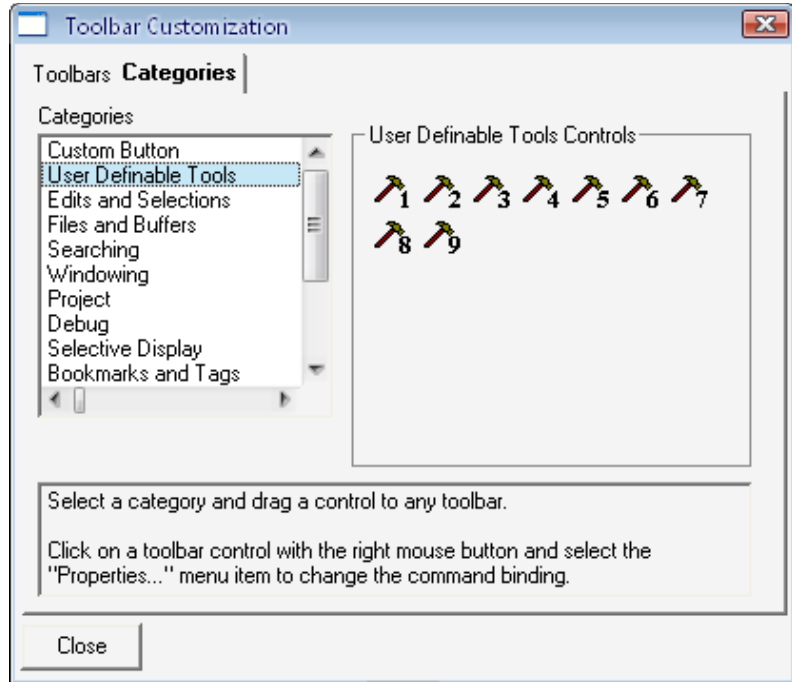 Toolbar Customization
Toolbars Categories
Categories
Custom Button
User Definable Tools
Edits and Selections
Files and Buffers
Searching
Windowing
Project
Debug
Selective Display
Bookmarks and Tags
User Definable Tools Controls
1 2 3 4 5 6 7
8 9
Select a category and drag a control to any toolbar.
Click on a toolbar control with the right mouse button and select the
"Properties..." menu item to change the command binding.
Close